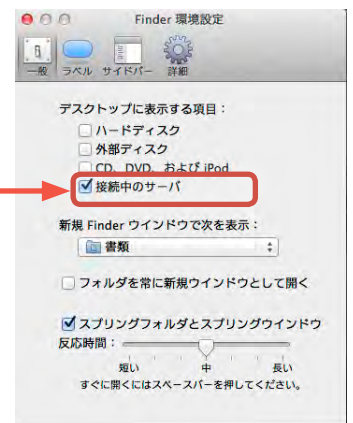 Finder 環境設定
一般 ラベル サイドバー 詳細
デスクトップに表示する項目：
ハードディスク
外部ディスク
CD、DVD、および iPod
接続中のサーバ
新規 Finder ウインドウで次を表示：
書類
フォルダを常に新規ウインドウとして開く
スプリングフォルダとスプリングウインドウ
反応時間：
短い 中 長い
すぐに開くにはスペースバーを押してください。